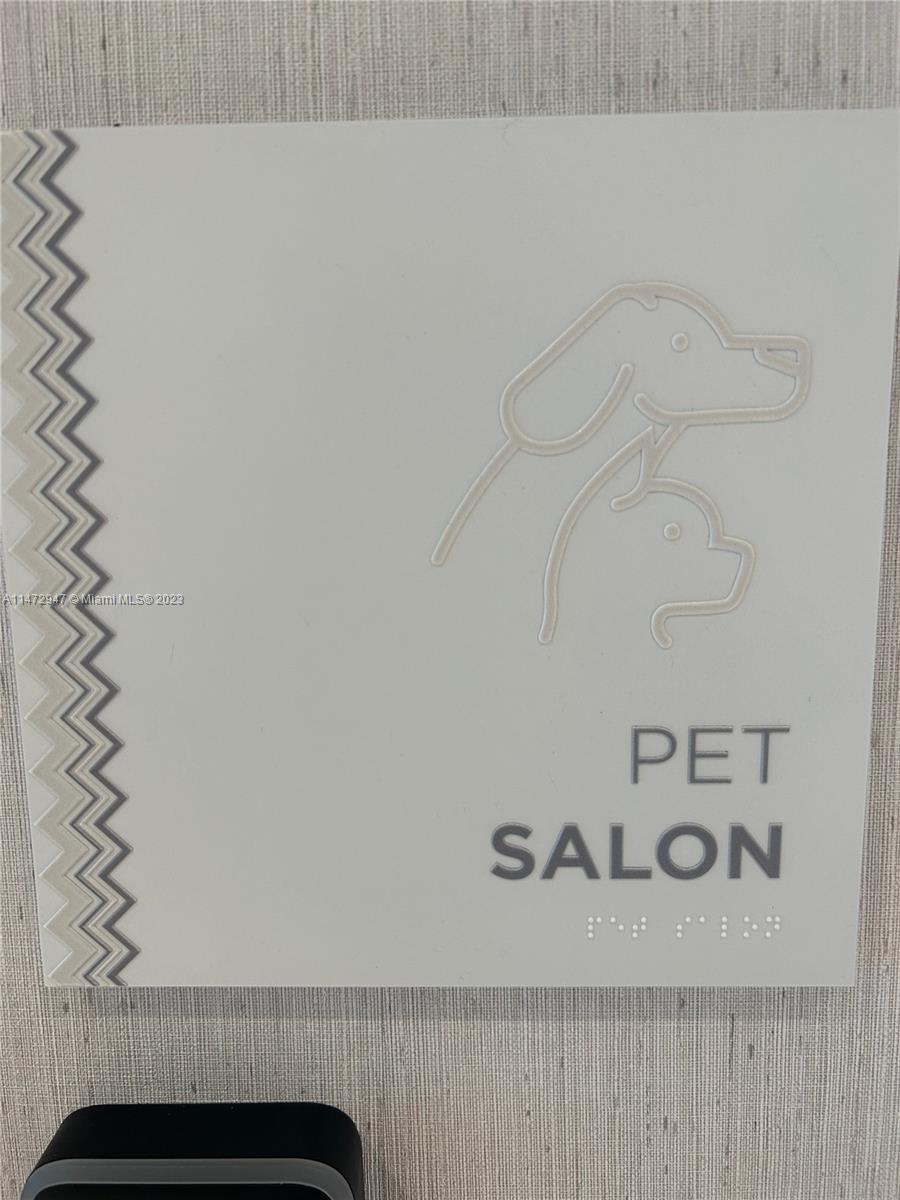 A11472947 © Miami MLS® 2023
PET
SALON
⠏⠑⠞ ⠎⠁⠇⠕⠝